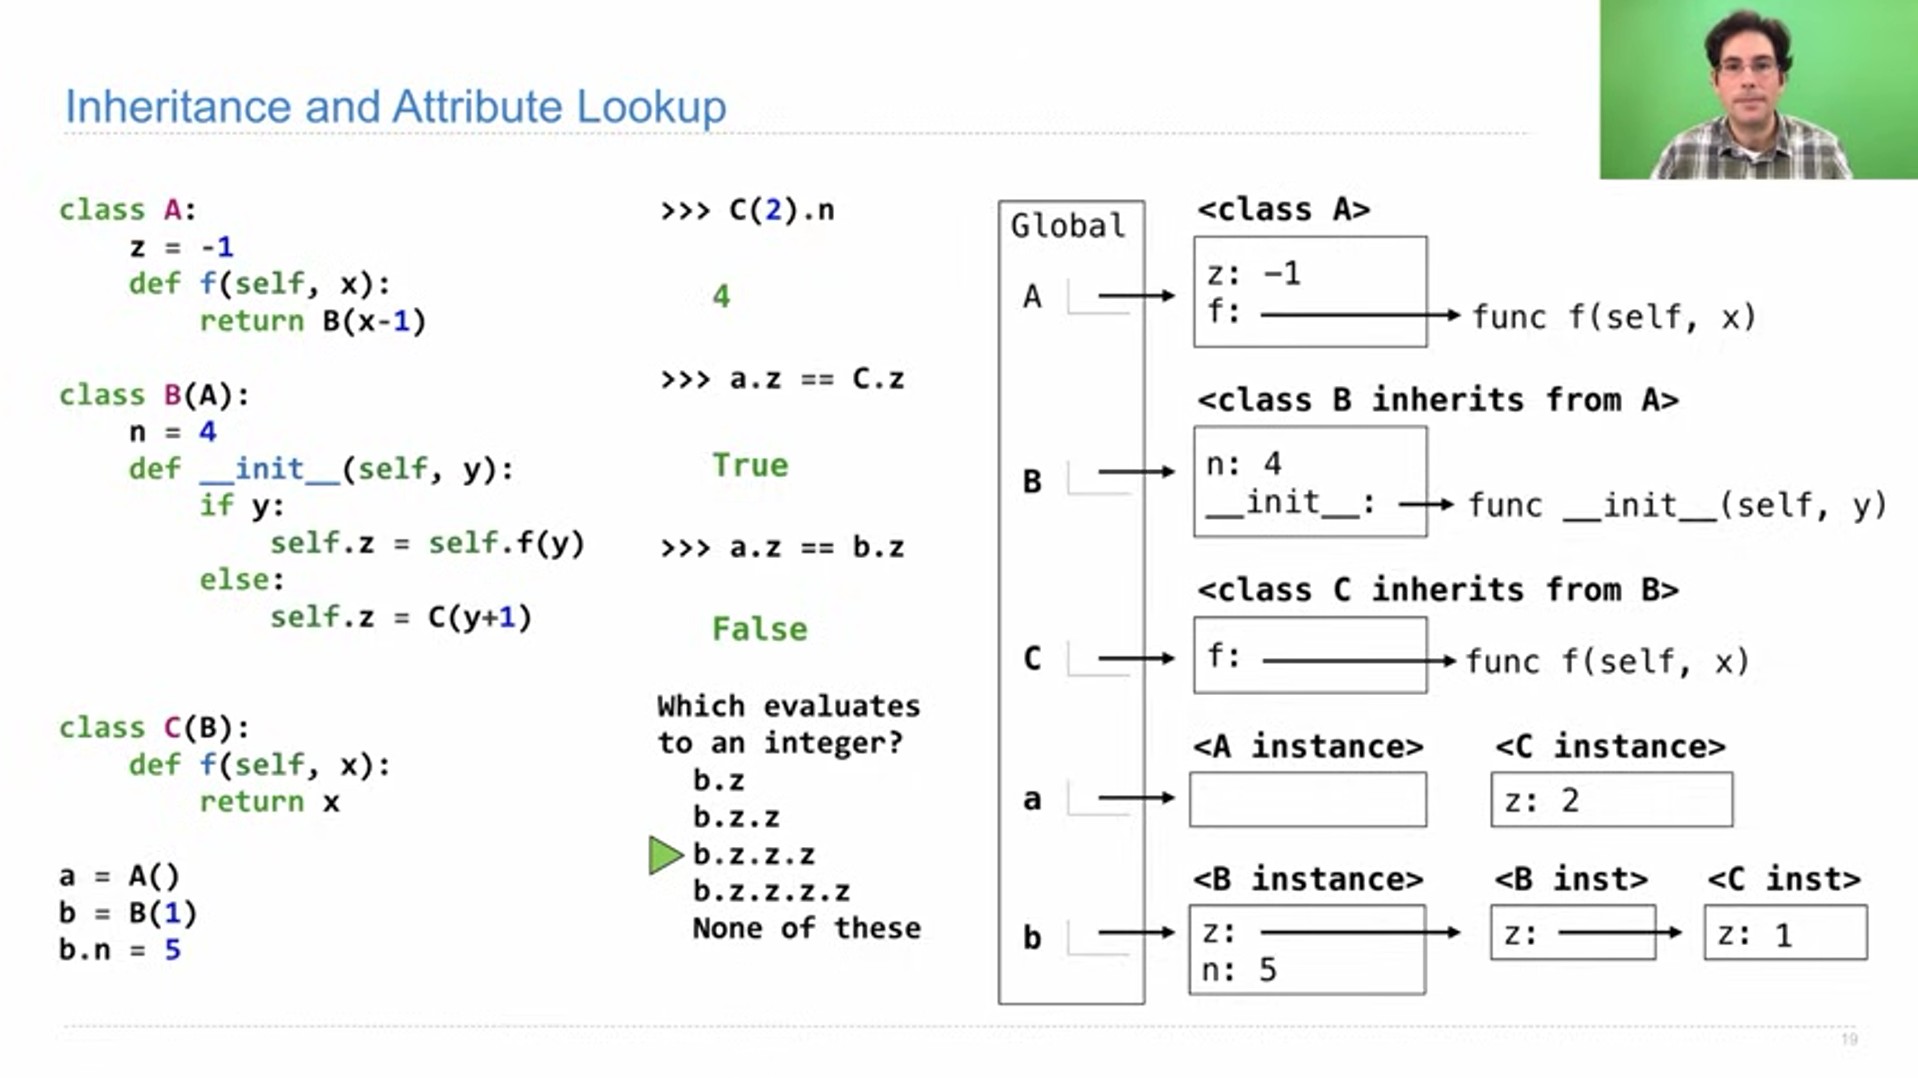 Inheritance and Attribute Lookup
class A:
z = -1
def f(self, x):
return B(x-1)
class B(A):
n = 4
def __init__(self, y):
if y:
self.z = self.f(y)
else:
self.z = C(y+1)
class C(B):
def f(self, x):
return x
a = A()
b = B(1)
b.n = 5
>>> C(2).n
4
>>> a.z == C.z
True
>>> a.z == b.z
False
Which evaluates
to an integer?
b.z
b.z.z
b.z.z.z
b.z.z.z.z
None of these
Global
A
B
C
a
b
<class A>
z: −1
f:
func f(self, x)
<class B inherits from A>
n: 4
__init__:
func __init__(self, y)
<class C inherits from B>
f:
func f(self, x)
<A instance>
<C instance>
z: 2
<B instance>
<B inst>
<C inst>
z:
z:
z: 1
n: 5
19